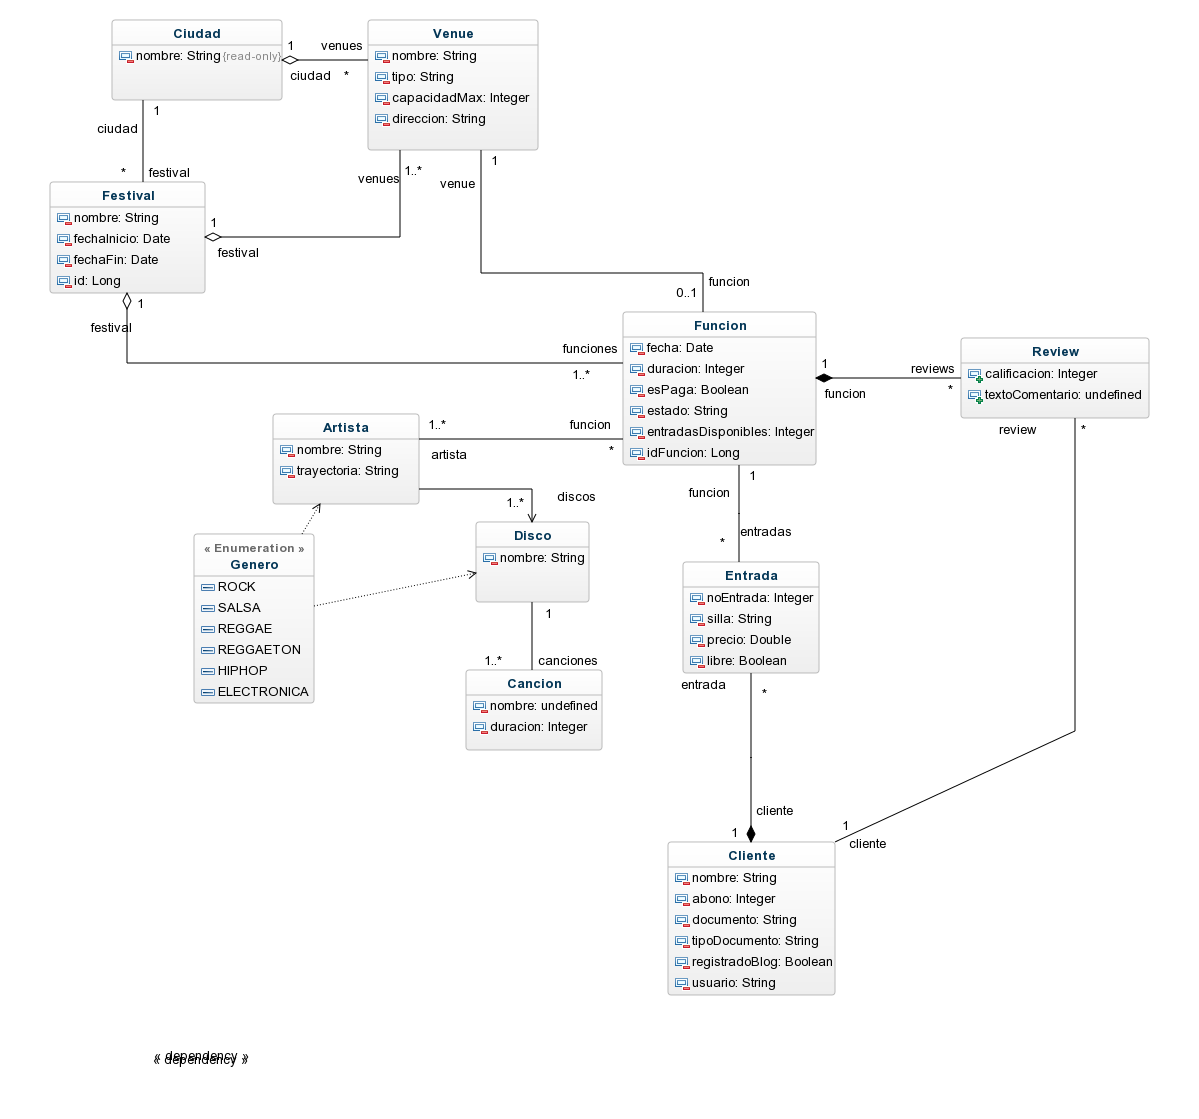 Ciudad
nombre: String {read-only}
1
venues
ciudad
*
Venue
nombre: String
tipo: String
capacidadMax: Integer
direccion: String
1
ciudad
*
festival
venues
1..*
1
venue
Festival
nombre: String
fechaInicio: Date
fechaFin: Date
id: Long
1
festival
1
festival
funciones
1..*
funcion
0..1
Funcion
fecha: Date
duracion: Integer
esPaga: Boolean
estado: String
entradasDisponibles: Integer
idFuncion: Long
1
funcion
reviews
*
Review
calificacion: Integer
textoComentario: undefined
review
*
Artista
nombre: String
trayectoria: String
1..*
artista
funcion
*
1..*
discos
Disco
nombre: String
« Enumeration »
Genero
ROCK
SALSA
REGGAE
REGGAETON
HIPHOP
ELECTRONICA
1
1..*
canciones
Cancion
nombre: undefined
duracion: Integer
1
funcion
entradas
*
Entrada
noEntrada: Integer
silla: String
precio: Double
libre: Boolean
entrada
*
cliente
1
1
cliente
Cliente
nombre: String
abono: Integer
documento: String
tipoDocumento: String
registradoBlog: Boolean
usuario: String
« dependency »
« dependency »